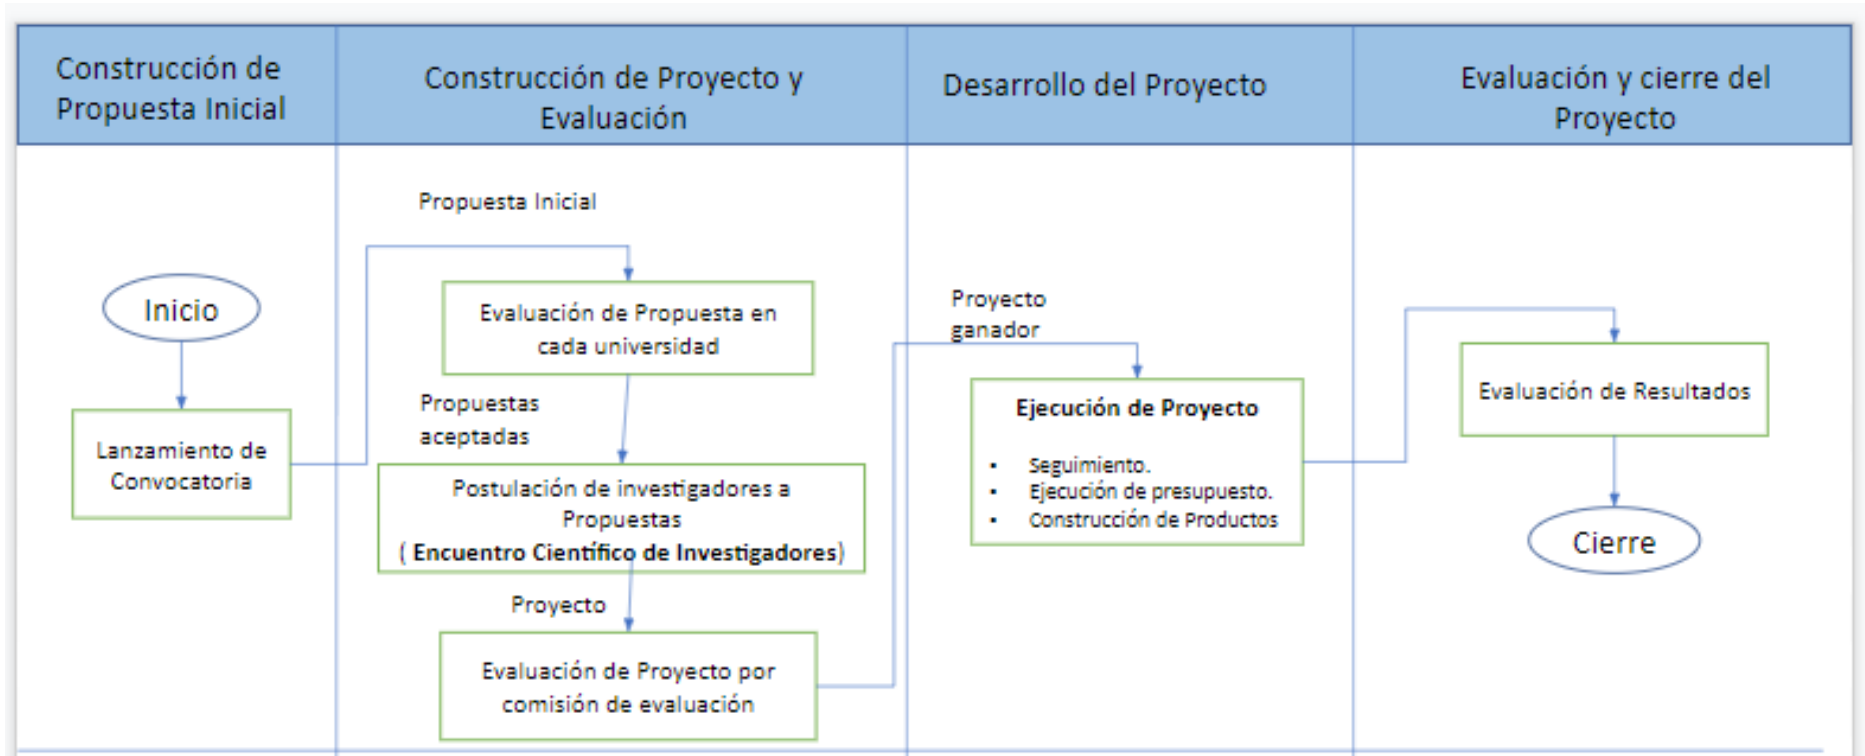 Construcción de
Propuesta Inicial
Construcción de Proyecto y
Evaluación
Desarrollo del Proyecto
Evaluación y cierre del
Proyecto
Inicio
Lanzamiento de
Convocatoria
Propuesta Inicial
Evaluación de Propuesta en
cada universidad
Propuestas
aceptadas
Postulación de investigadores a
Propuestas
( Encuentro Científico de Investigadores)
Proyecto
Evaluación de Proyecto por
comisión de evaluación
Proyecto
ganador
Ejecución de Proyecto
▪ Seguimiento.
▪ Ejecución de presupuesto.
▪ Construcción de Productos
Evaluación de Resultados
Cierre